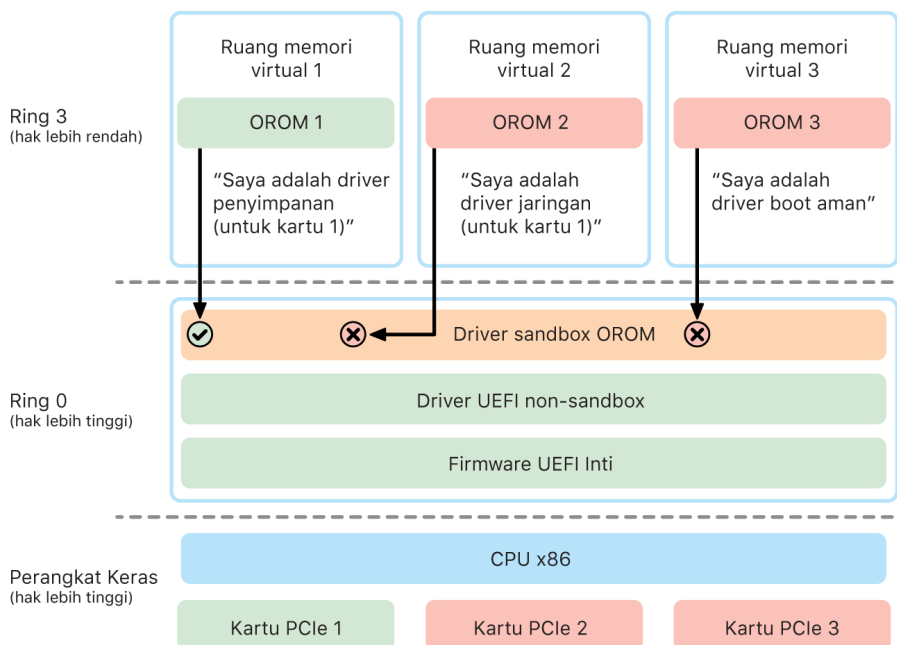 Ruang memori
virtual 1
Ruang memori
virtual 2
Ruang memori
virtual 3
Ring 3
(hak lebih rendah)
OROM 1
OROM 2
OROM 3
“Saya adalah driver
penyimpanan
(untuk kartu 1)”
“Saya adalah
driver jaringan
(untuk kartu 1)”
“Saya adalah
driver boot aman”
Driver sandbox OROM
Ring 0
(hak lebih tinggi)
Driver UEFI non-sandbox
Firmware UEFI Inti
Perangkat Keras
(hak lebih tinggi)
CPU x86
Kartu PCIe 1
Kartu PCIe 2
Kartu PCIe 3